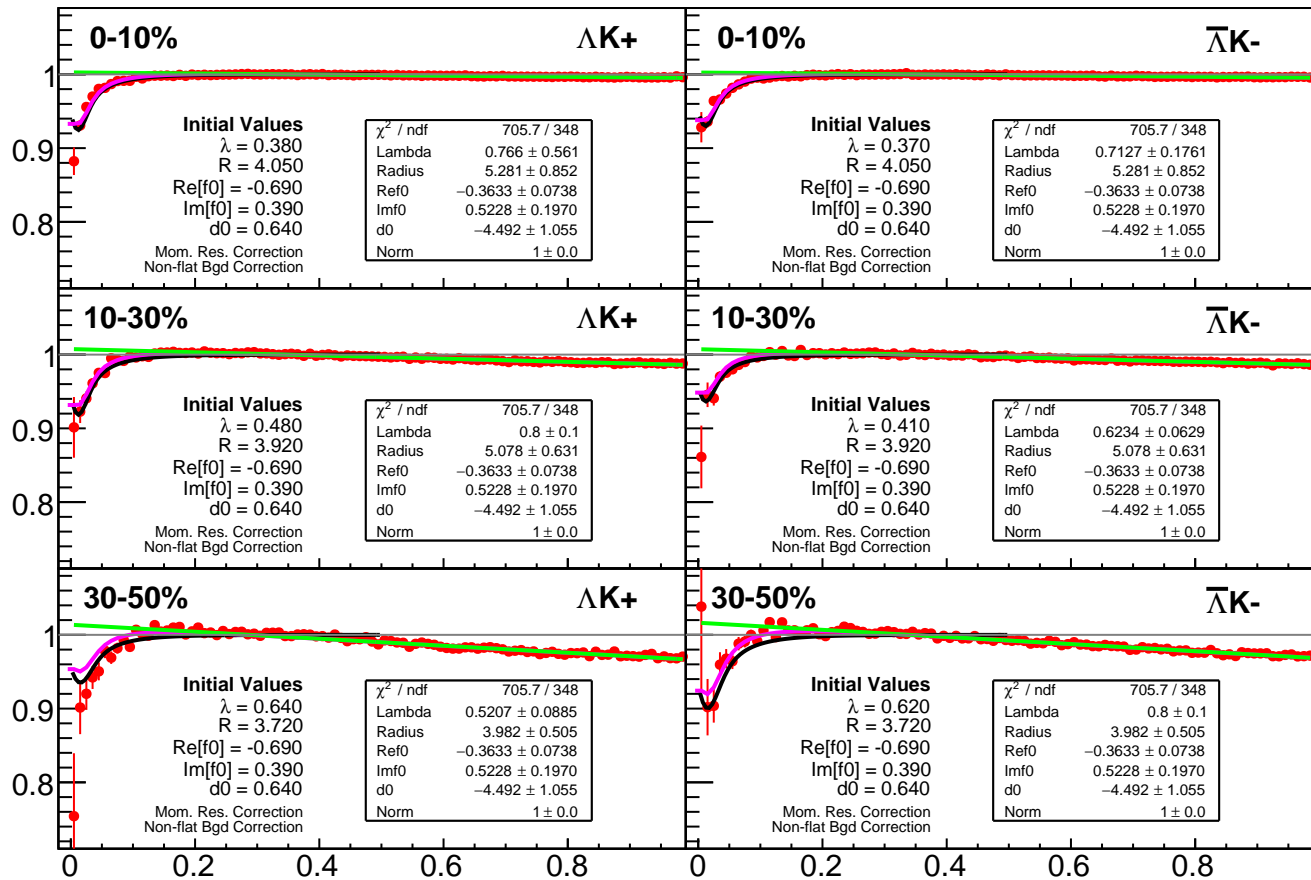 0-10%
ΛK+
Initial Values
λ = 0.380
R = 4.050
Re[f0] = -0.690
Im[f0] = 0.390
d0 = 0.640
Mom. Res. Correction
Non-flat Bgd Correction
χ² / ndf 705.7 / 348
Lambda 0.766 ± 0.561
Radius 5.281 ± 0.852
Ref0 −0.3633 ± 0.0738
Imf0 0.5228 ± 0.1970
d0 −4.492 ± 1.055
Norm 1 ± 0.0
1
0.9
0.8
0-10%
Λ̅K-
Initial Values
λ = 0.370
R = 4.050
Re[f0] = -0.690
Im[f0] = 0.390
d0 = 0.640
Mom. Res. Correction
Non-flat Bgd Correction
χ² / ndf 705.7 / 348
Lambda 0.7127 ± 0.1761
Radius 5.281 ± 0.852
Ref0 −0.3633 ± 0.0738
Imf0 0.5228 ± 0.1970
d0 −4.492 ± 1.055
Norm 1 ± 0.0
10-30%
ΛK+
Initial Values
λ = 0.480
R = 3.920
Re[f0] = -0.690
Im[f0] = 0.390
d0 = 0.640
Mom. Res. Correction
Non-flat Bgd Correction
χ² / ndf 705.7 / 348
Lambda 0.8 ± 0.1
Radius 5.078 ± 0.631
Ref0 −0.3633 ± 0.0738
Imf0 0.5228 ± 0.1970
d0 −4.492 ± 1.055
Norm 1 ± 0.0
1
0.9
0.8
10-30%
Λ̅K-
Initial Values
λ = 0.410
R = 3.920
Re[f0] = -0.690
Im[f0] = 0.390
d0 = 0.640
Mom. Res. Correction
Non-flat Bgd Correction
χ² / ndf 705.7 / 348
Lambda 0.6234 ± 0.0629
Radius 5.078 ± 0.631
Ref0 −0.3633 ± 0.0738
Imf0 0.5228 ± 0.1970
d0 −4.492 ± 1.055
Norm 1 ± 0.0
30-50%
ΛK+
Initial Values
λ = 0.640
R = 3.720
Re[f0] = -0.690
Im[f0] = 0.390
d0 = 0.640
Mom. Res. Correction
Non-flat Bgd Correction
χ² / ndf 705.7 / 348
Lambda 0.5207 ± 0.0885
Radius 3.982 ± 0.505
Ref0 −0.3633 ± 0.0738
Imf0 0.5228 ± 0.1970
d0 −4.492 ± 1.055
Norm 1 ± 0.0
1
0.9
0.8
30-50%
Λ̅K-
Initial Values
λ = 0.620
R = 3.720
Re[f0] = -0.690
Im[f0] = 0.390
d0 = 0.640
Mom. Res. Correction
Non-flat Bgd Correction
χ² / ndf 705.7 / 348
Lambda 0.8 ± 0.1
Radius 3.982 ± 0.505
Ref0 −0.3633 ± 0.0738
Imf0 0.5228 ± 0.1970
d0 −4.492 ± 1.055
Norm 1 ± 0.0
0 0.2 0.4 0.6 0.8 0 0.2 0.4 0.6 0.8